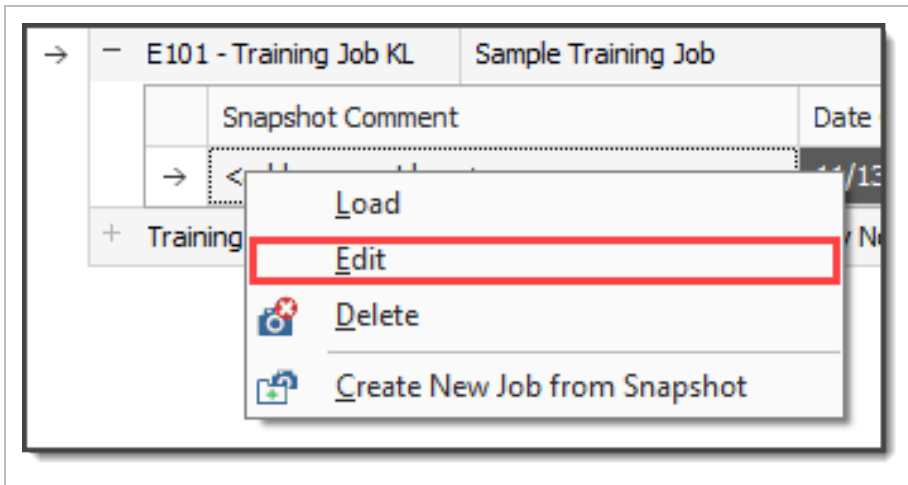 E101 - Training Job KL Sample Training Job
Snapshot Comment Date
<
/13
Load
Training
Edit
Delete
Create New Job from Snapshot